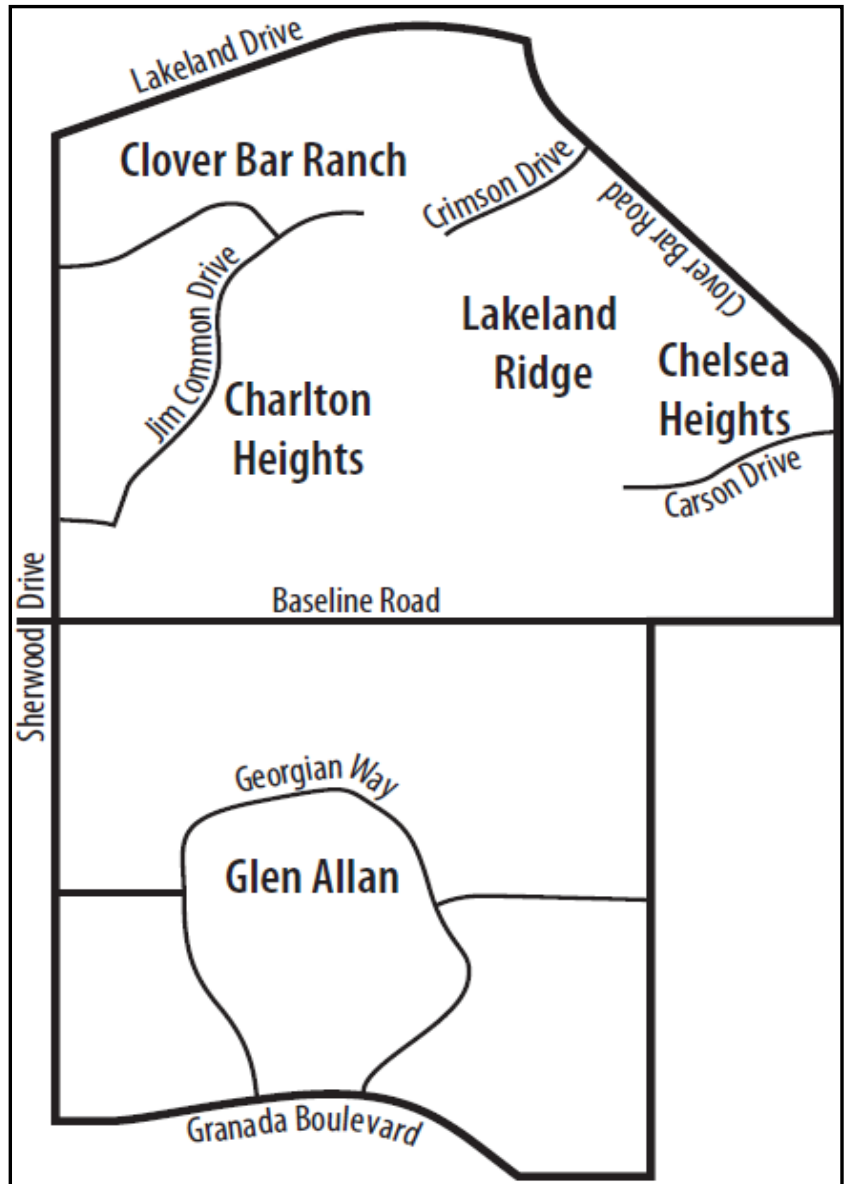 Lakeland Drive
Clover Bar Ranch
Crimson Drive
Clover Bar Road
Jim Common Drive
Lakeland
Ridge
Chelsea
Heights
Charlton
Heights
Carson Drive
Sherwood Drive
Baseline Road
Georgian Way
Glen Allan
Granada Boulevard